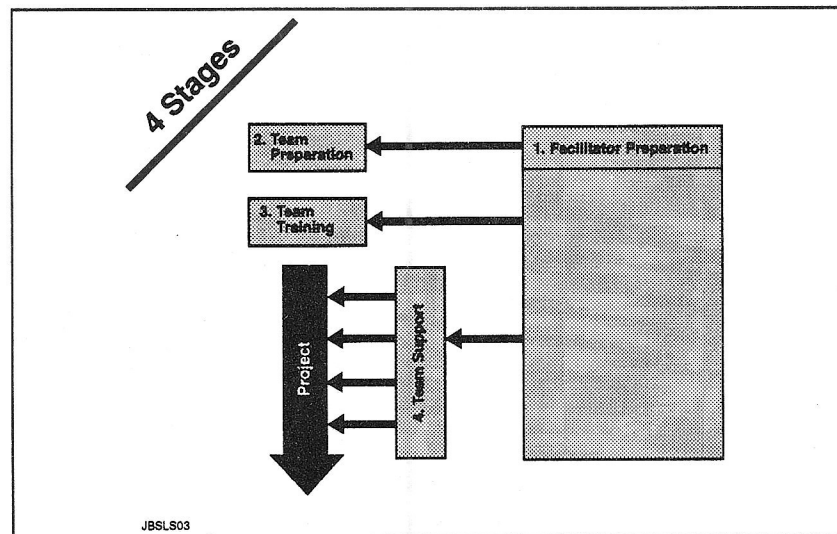 4 Stages
2. Team
Preparation
1. Facilitator Preparation
3. Team
Training
Project
4. Team Support
JBSLS03